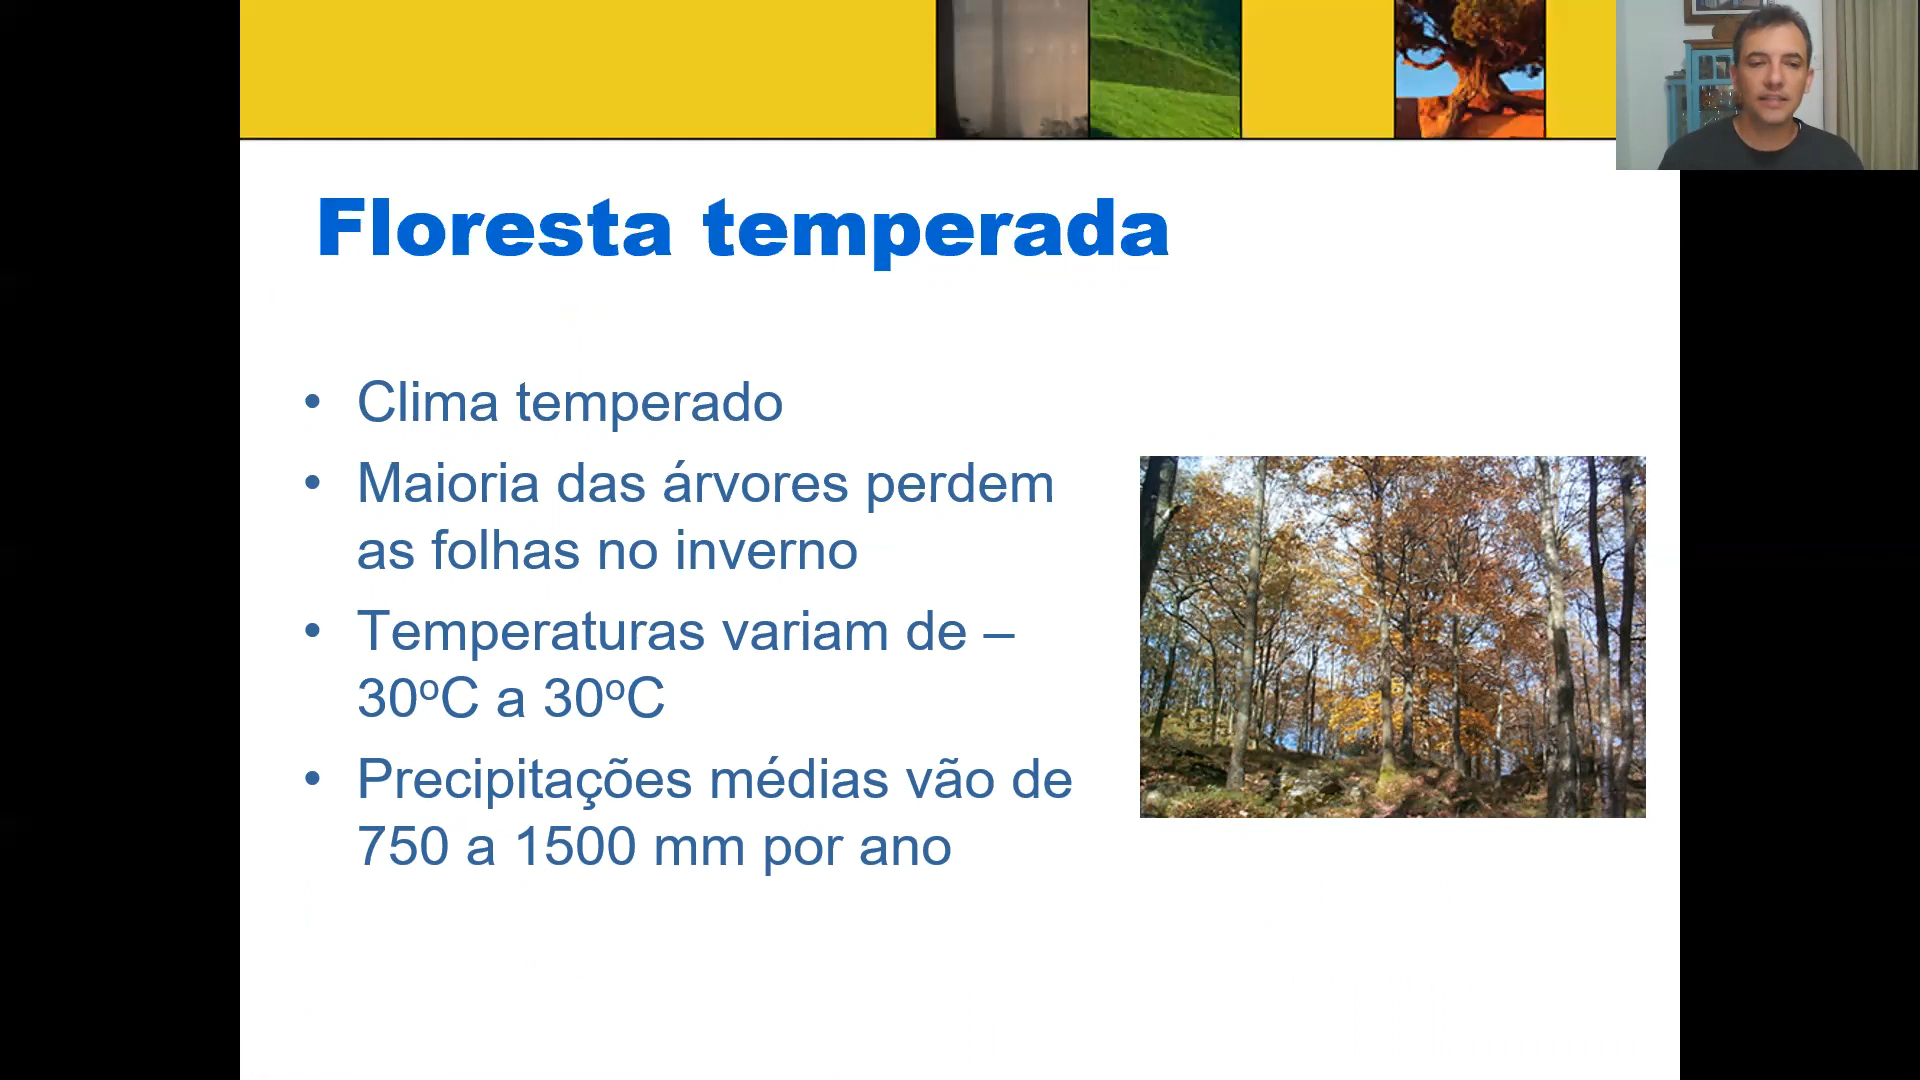 Floresta temperada
• Clima temperado
• Maioria das árvores perdem
as folhas no inverno
• Temperaturas variam de –
30ºC a 30ºC
• Precipitações médias vão de
750 a 1500 mm por ano